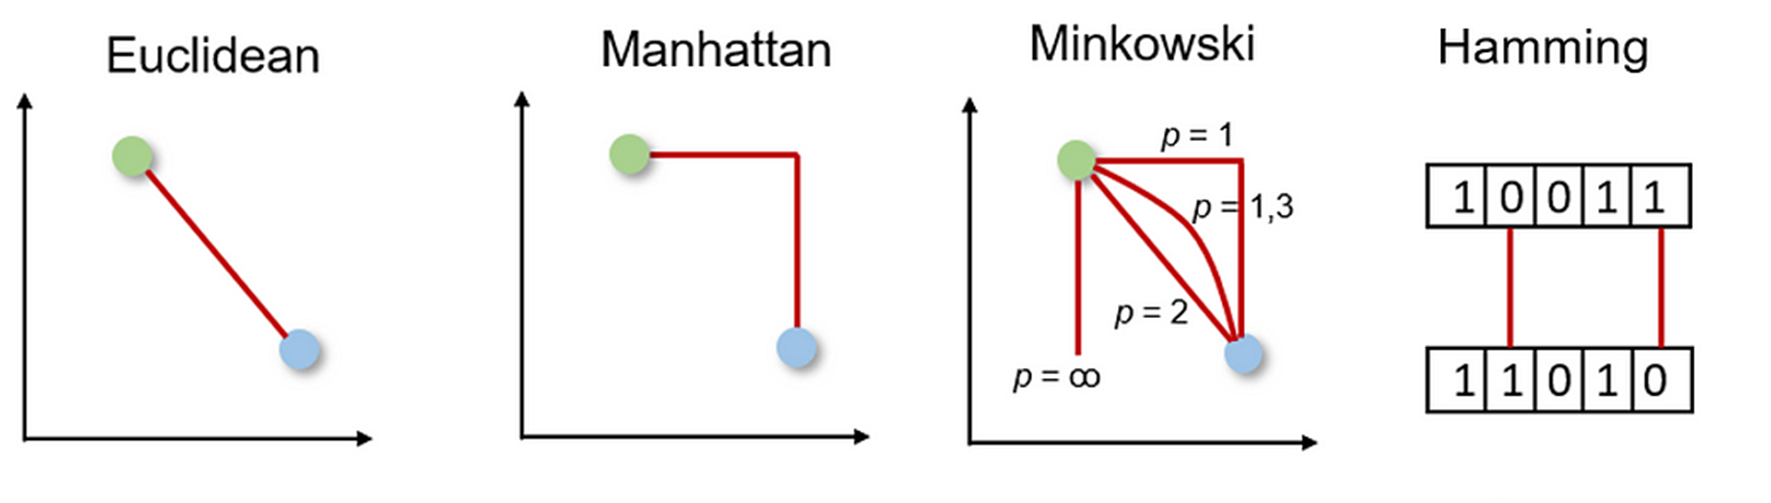 Euclidean
Manhattan
Minkowski
p = 1
p = 1,3
p = 2
p = ∞
Hamming
1 0 0 1 1
1 1 0 1 0